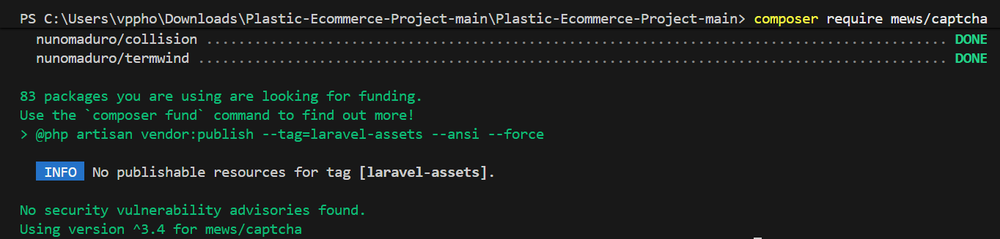 PS C:\Users\vppho\Downloads\Plastic-Ecommerce-Project-main\Plastic-Ecommerce-Project-main> composer require mews/captcha
nunomaduro/collision ............................................................................................ DONE
nunomaduro/termwind ............................................................................................. DONE
83 packages you are using are looking for funding.
Use the `composer fund` command to find out more!
> @php artisan vendor:publish --tag=laravel-assets --ansi --force
INFO No publishable resources for tag [laravel-assets].
No security vulnerability advisories found.
Using version ^3.4 for mews/captcha